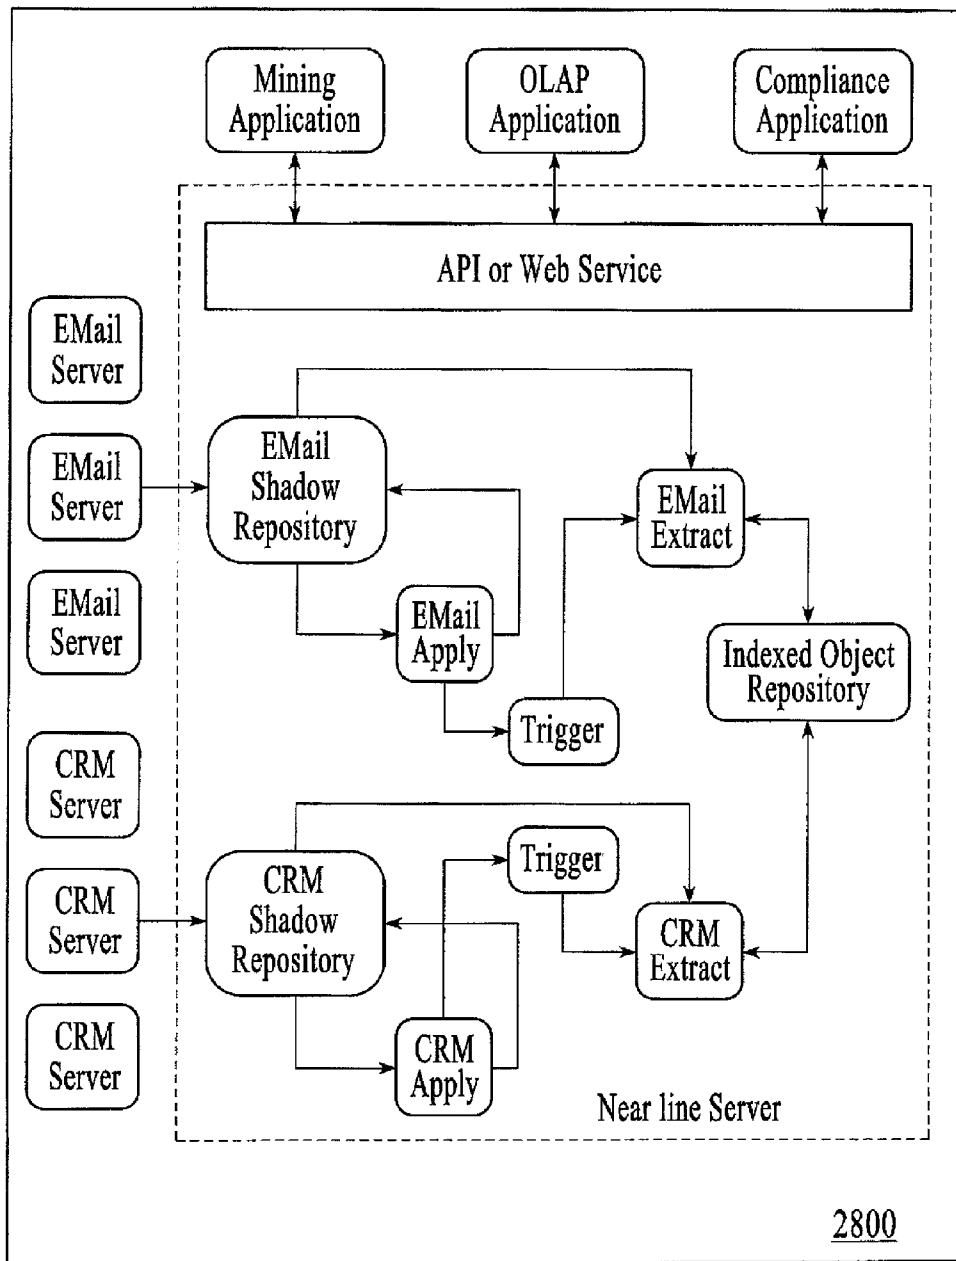 Mining
Application
OLAP
Application
Compliance
Application
API or Web Service
EMail
Server
EMail
Server
EMail
Server
CRM
Server
CRM
Server
CRM
Server
EMail
Shadow
Repository
EMail
Apply
Trigger
EMail
Extract
Indexed Object
Repository
CRM
Shadow
Repository
CRM
Apply
Trigger
CRM
Extract
Near line Server
2800